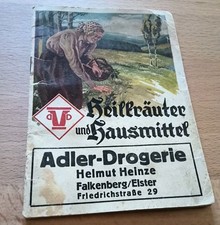 Heilkräuter
und Hausmittel
Adler-Drogerie
Helmut Heinze
Falkenberg/Elster
Friedrichstraße 29